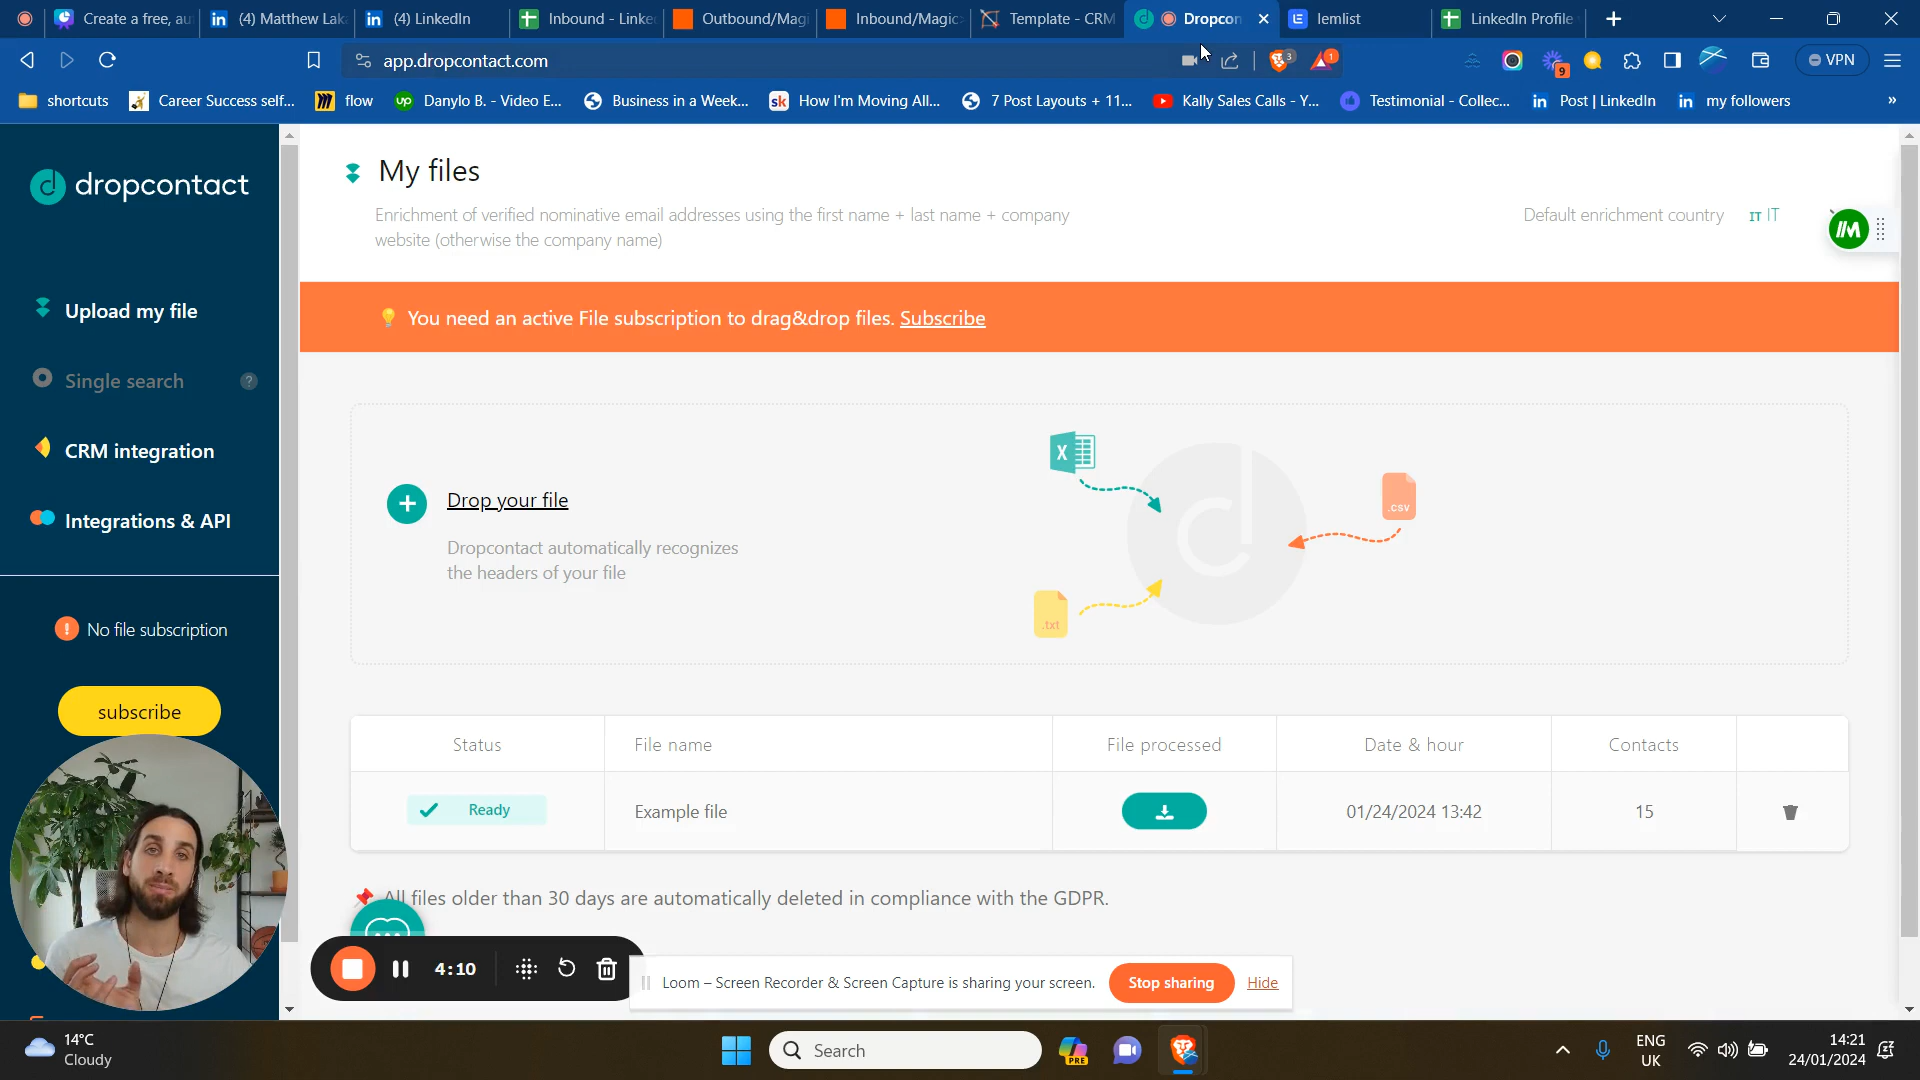 Create a free, au
(4) Matthew Lak
(4) LinkedIn
Inbound - Linke
Outbound/Magi
Inbound/Magic
Template - CRM
Dropcon
lemlist
LinkedIn Profile
app.dropcontact.com
3
1
9
VPN
shortcuts
Career Success self...
flow
up
Danylo B. - Video E...
Business in a Week...
sk
How I'm Moving All...
7 Post Layouts + 11...
Kally Sales Calls - Y...
Testimonial - Collec...
Post | LinkedIn
my followers
»
dropcontact
My files
Enrichment of verified nominative email addresses using the first name + last name + company
website (otherwise the company name)
Default enrichment country
IT IT
Upload my file
💡 You need an active File subscription to drag&drop files. Subscribe
Single search
?
CRM integration
Integrations & API
X
.csv
.txt
Drop your file
Dropcontact automatically recognizes
the headers of your file
No file subscription
subscribe
Status
File name
File processed
Date & hour
Contacts
Ready
Example file
01/24/2024 13:42
15
📌 All files older than 30 days are automatically deleted in compliance with the GDPR.
4:10
Loom – Screen Recorder & Screen Capture is sharing your screen.
Stop sharing
Hide
14°C
Cloudy
Search
PRE
ENG
UK
14:21
24/01/2024